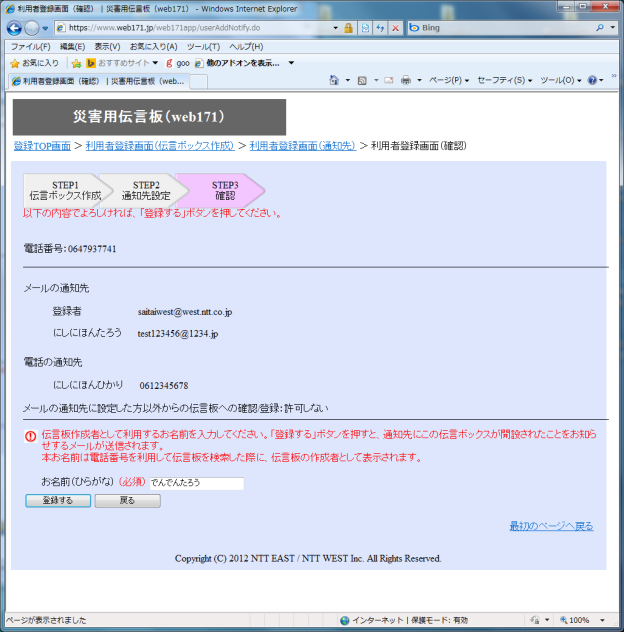 利用者登録画面（確認）｜災害用伝言板（web171） - Windows Internet Explorer
https://www.web171.jp/web171app/userAddNotify.do
Bing
ファイル(F) 編集(E) 表示(V) お気に入り(A) ツール(T) ヘルプ(H)
お気に入り おすすめサイト goo 他のアドオンを表示...
利用者登録画面（確認）｜災害用伝言板（web...
ページ(P) セーフティ(S) ツール(O)
災害用伝言板（web171）
登録TOP画面 > 利用者登録画面（伝言ボックス作成） > 利用者登録画面（通知先） > 利用者登録画面（確認）
STEP1 STEP2 STEP3
伝言ボックス作成 通知先設定 確認
以下の内容でよろしければ、「登録する」ボタンを押してください。
電話番号：0647937741
メールの通知先
登録者 saitaiwest@west.ntt.co.jp
にしにほんたろう test123456@1234.jp
電話の通知先
にしにほんひかり 0612345678
メールの通知先に設定した方以外からの伝言板への確認/登録：許可しない
伝言板作成者として利用するお名前を入力してください。「登録する」ボタンを押すと、通知先にこの伝言ボックスが開設されたことをお知ら
せするメールが送信されます。
本お名前は電話番号を利用して伝言板を検索した際に、伝言板の作成者として表示されます。
お名前（ひらがな）（必須） でんでんたろう
登録する 戻る
最初のページへ戻る
Copyright (C) 2012 NTT EAST / NTT WEST Inc. All Rights Reserved.
ページが表示されました インターネット | 保護モード: 有効 100%